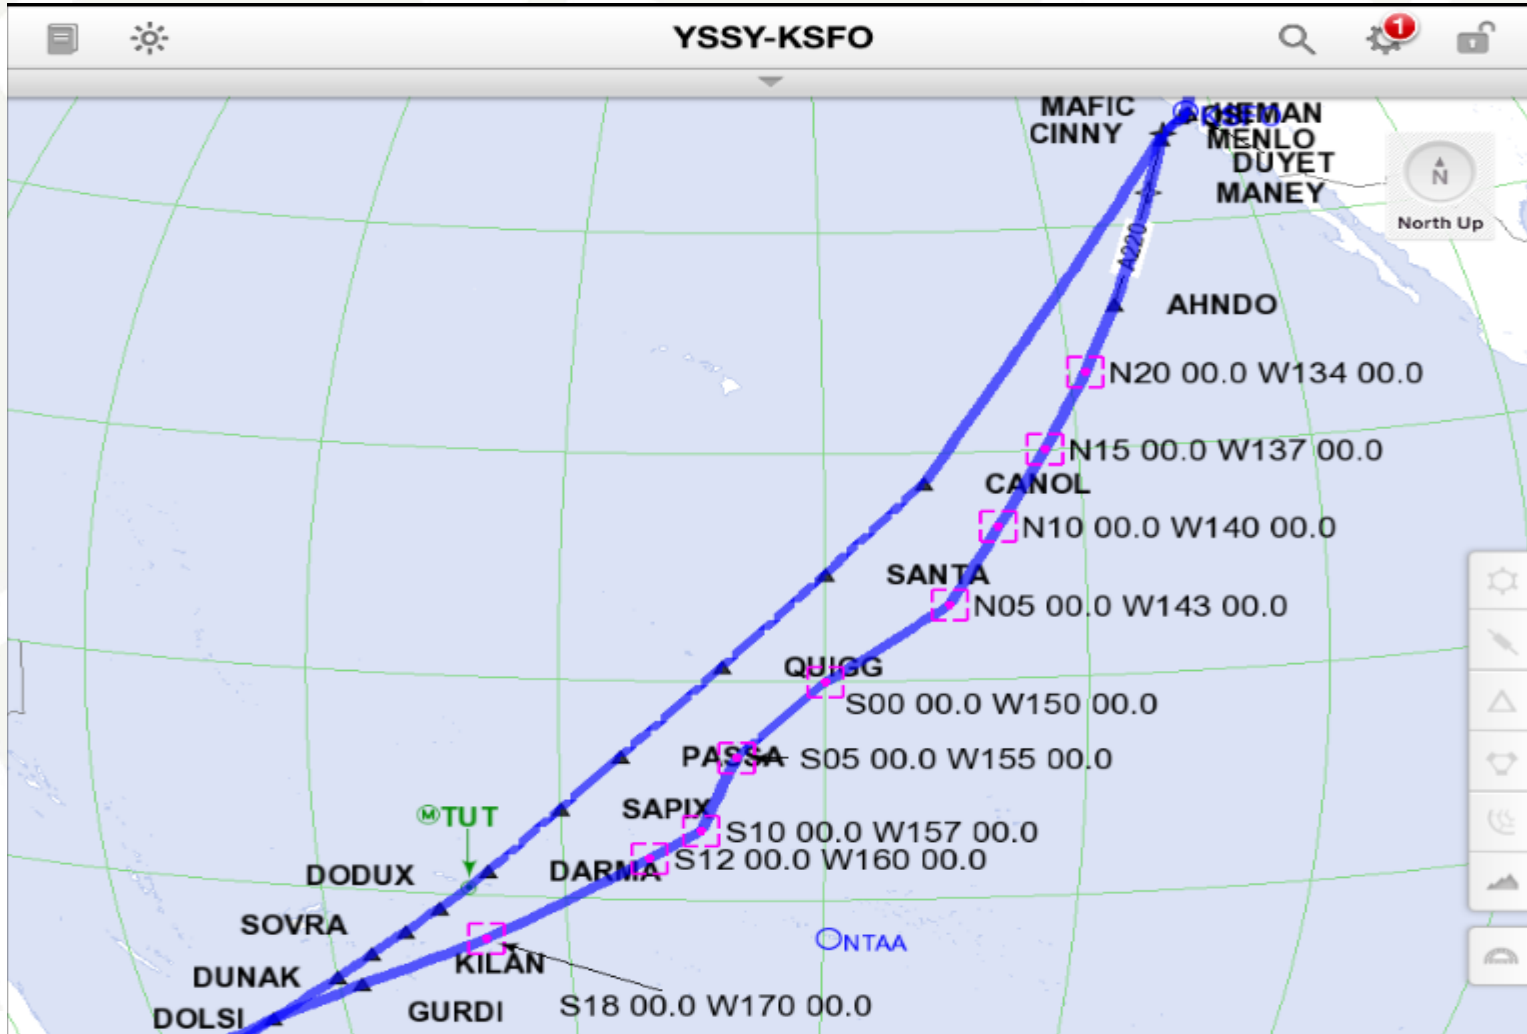 YSSY-KSFO
1
MAFIC
CINNY
HEMAN
MENLO
DUYET
MANEY
N
North Up
A220
AHNDO
N20 00.0 W134 00.0
N15 00.0 W137 00.0
CANOL
N10 00.0 W140 00.0
SANTA
N05 00.0 W143 00.0
QUIGG
S00 00.0 W150 00.0
PASSA
S05 00.0 W155 00.0
SAPIX
S10 00.0 W157 00.0
M TUT
DODUX
DARMA
S12 00.0 W160 00.0
SOVRA
NTAA
KILAN
DUNAK
S18 00.0 W170 00.0
GURDI
DOLSI